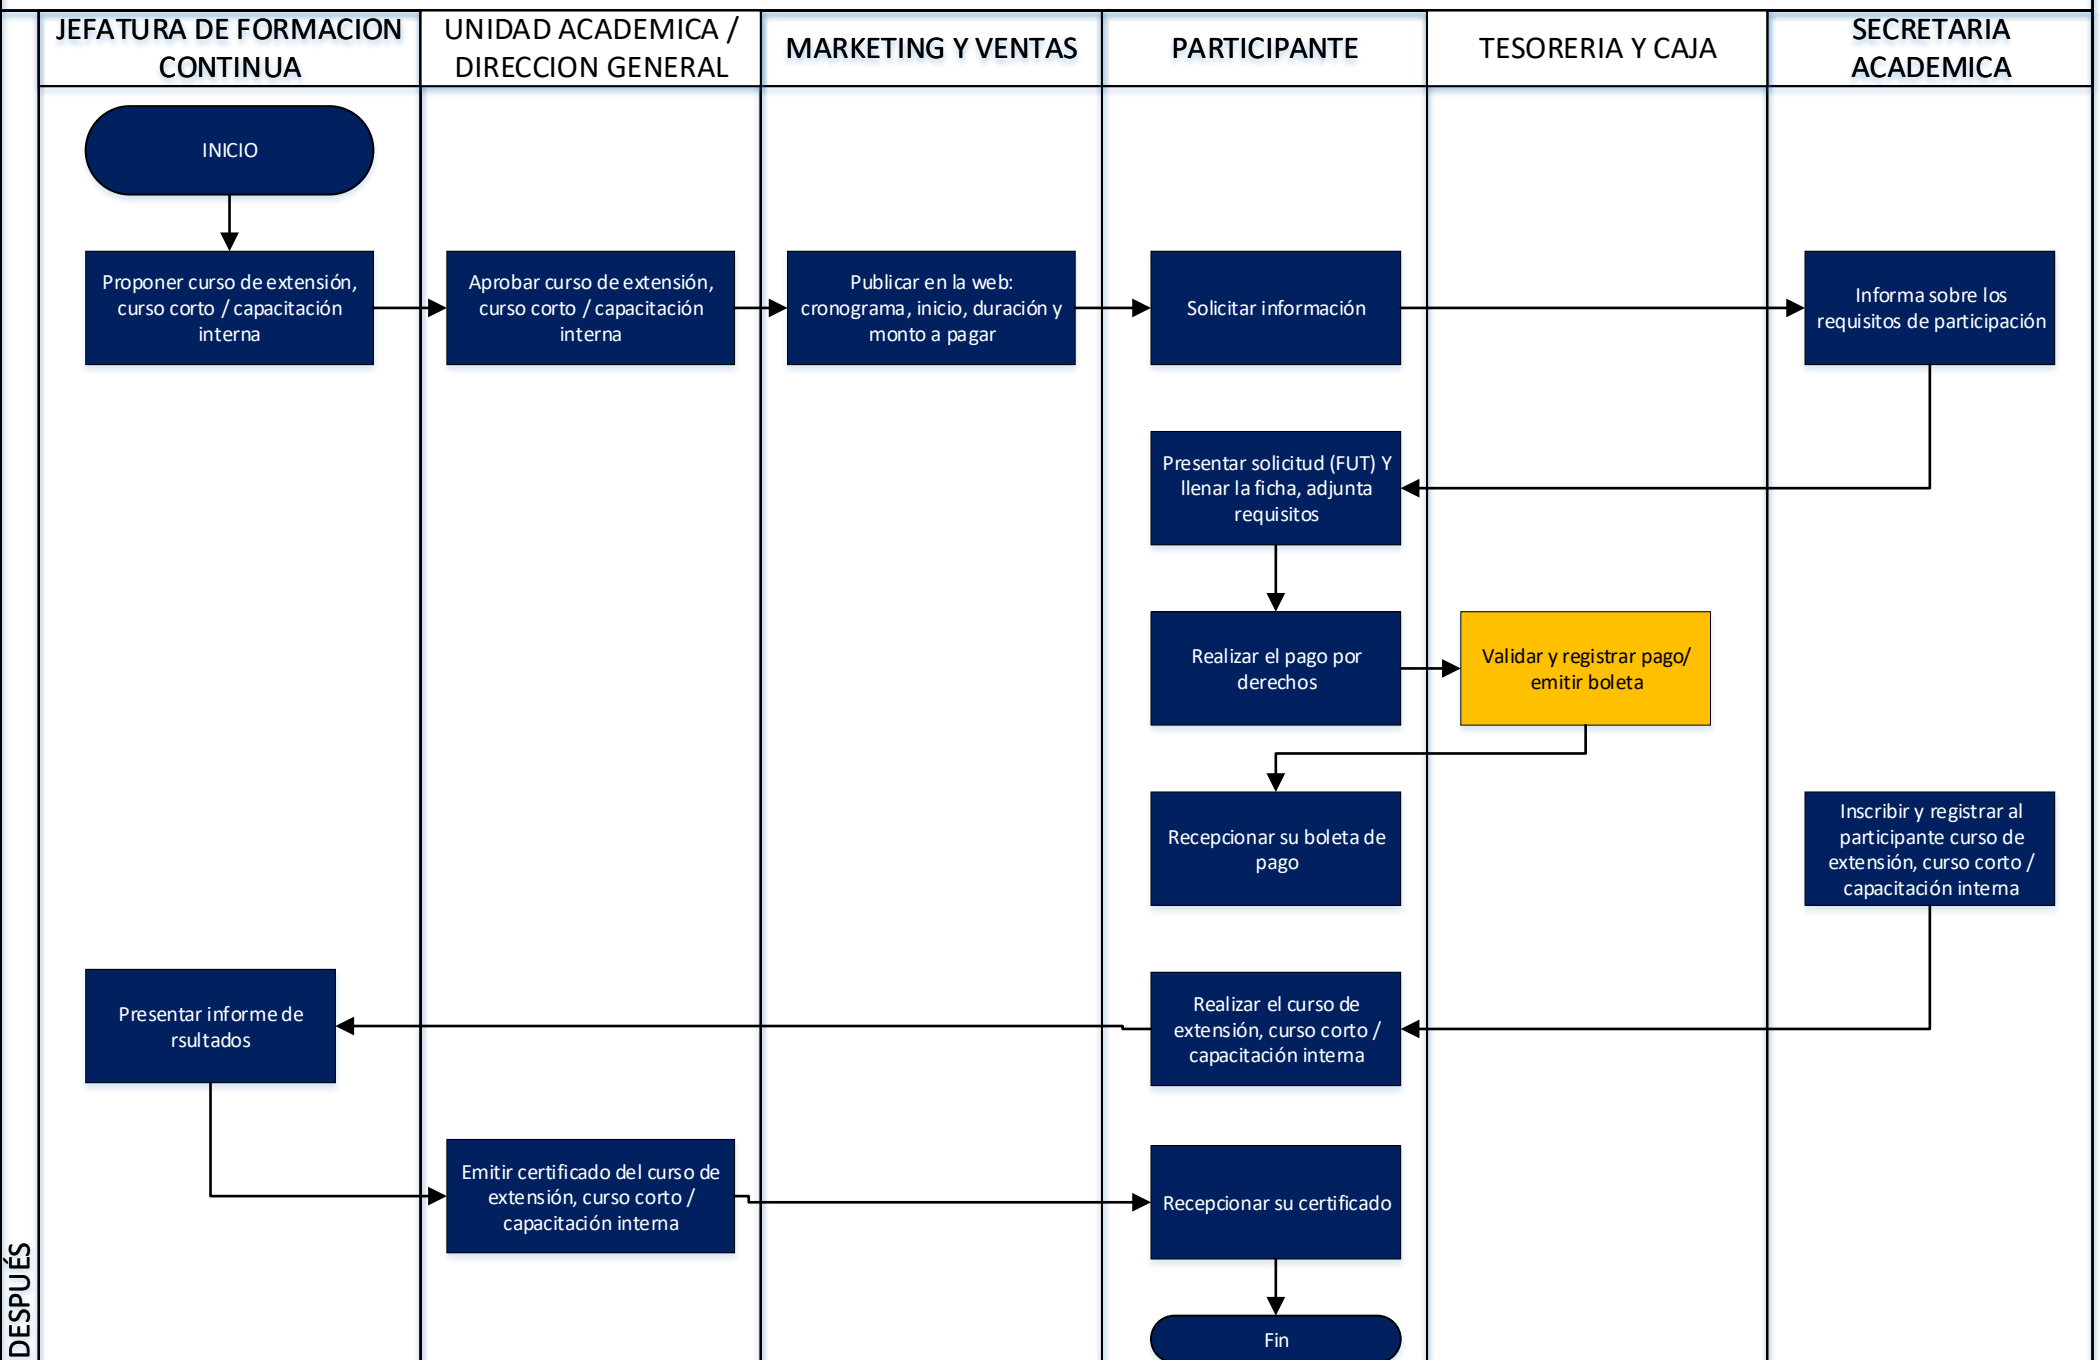 JEFATURA DE FORMACION
CONTINUA
UNIDAD ACADEMICA /
DIRECCION GENERAL
MARKETING Y VENTAS
PARTICIPANTE
TESORERIA Y CAJA
SECRETARIA
ACADEMICA
INICIO
Proponer curso de extensión,
curso corto / capacitación
interna
Aprobar curso de extensión,
curso corto / capacitación
interna
Publicar en la web:
cronograma, inicio, duración y
monto a pagar
Solicitar información
Informa sobre los
requisitos de participación
Presentar solicitud (FUT) Y
llenar la ficha, adjunta
requisitos
Realizar el pago por
derechos
Validar y registrar pago/
emitir boleta
Recepcionar su boleta de
pago
Inscribir y registrar al
participante curso de
extensión, curso corto /
capacitación interna
Presentar informe de
rsultados
Realizar el curso de
extensión, curso corto /
capacitación interna
Emitir certificado del curso de
extensión, curso corto /
capacitación interna
Recepcionar su certificado
Fin
DESPUÉS